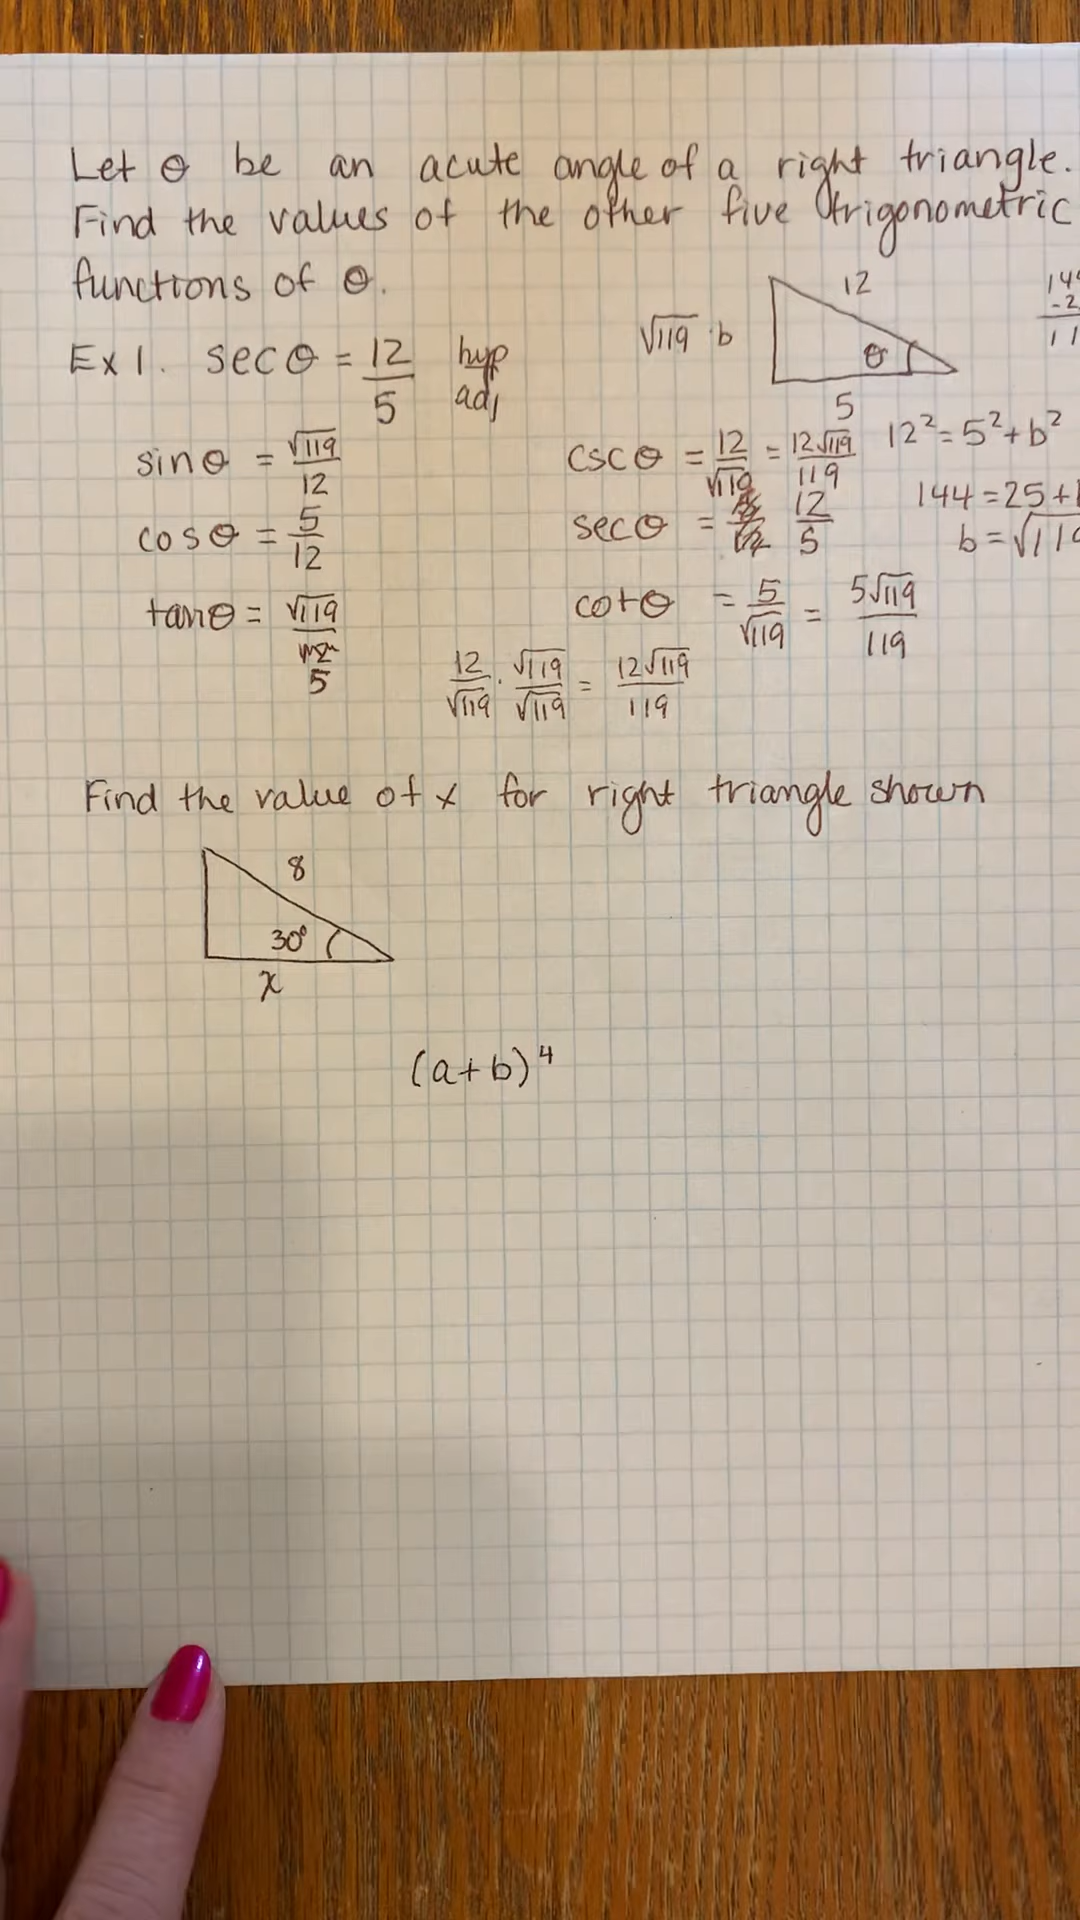 Let θ be an acute angle of a right triangle.
Find the values of the other five trigonometric
functions of θ.
12
√119 b
θ
5
144
-2
11
Ex 1. secθ = 12/5 hyp/adj
12² = 5² + b²
144 = 25 +
b = √119
sinθ = √119/12
cscθ = 12/√119 = 12√119/119
cosθ = 5/12
secθ = 12/5
tanθ = √119/5
cotθ = 5/√119 = 5√119/119
12/√119 · √119/√119 = 12√119/119
Find the value of x for right triangle shown
8
30°
x
(a+b)⁴